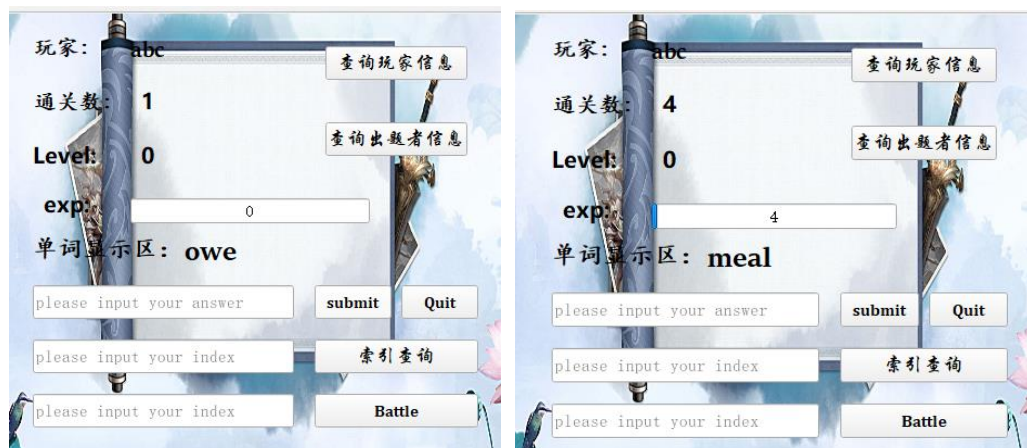 玩家： abc
查询玩家信息
通关数： 1
查询出题者信息
Level: 0
exp: 0
单词显示区： owe
please input your answer submit Quit
please input your index 索引查询
please input your index Battle
玩家： abc
查询玩家信息
通关数： 4
查询出题者信息
Level: 0
exp: 4
单词显示区： meal
please input your answer submit Quit
please input your index 索引查询
please input your index Battle